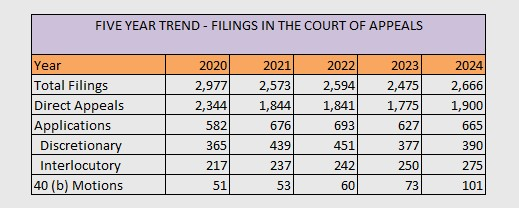 FIVE YEAR TREND - FILINGS IN THE COURT OF APPEALS
Year 2020 2021 2022 2023 2024
Total Filings 2,977 2,573 2,594 2,475 2,666
Direct Appeals 2,344 1,844 1,841 1,775 1,900
Applications 582 676 693 627 665
Discretionary 365 439 451 377 390
Interlocutory 217 237 242 250 275
40 (b) Motions 51 53 60 73 101